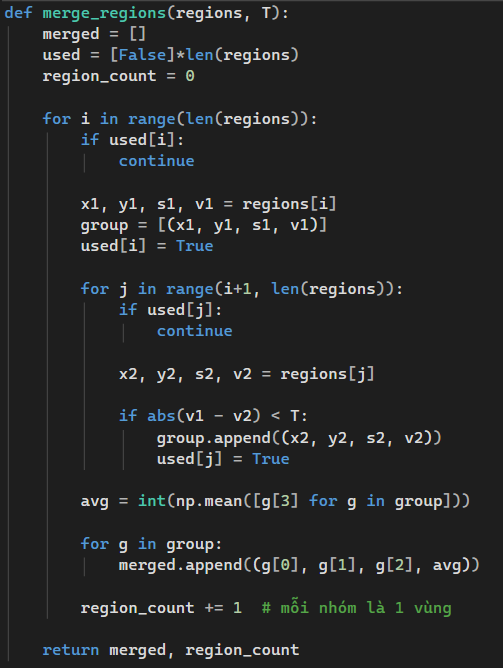 def merge_regions(regions, T):
    merged = []
    used = [False]*len(regions)
    region_count = 0

    for i in range(len(regions)):
        if used[i]:
            continue

        x1, y1, s1, v1 = regions[i]
        group = [(x1, y1, s1, v1)]
        used[i] = True

        for j in range(i+1, len(regions)):
            if used[j]:
                continue

            x2, y2, s2, v2 = regions[j]

            if abs(v1 - v2) < T:
                group.append((x2, y2, s2, v2))
                used[j] = True

        avg = int(np.mean([g[3] for g in group]))

        for g in group:
            merged.append((g[0], g[1], g[2], avg))

        region_count += 1  # mỗi nhóm là 1 vùng

    return merged, region_count